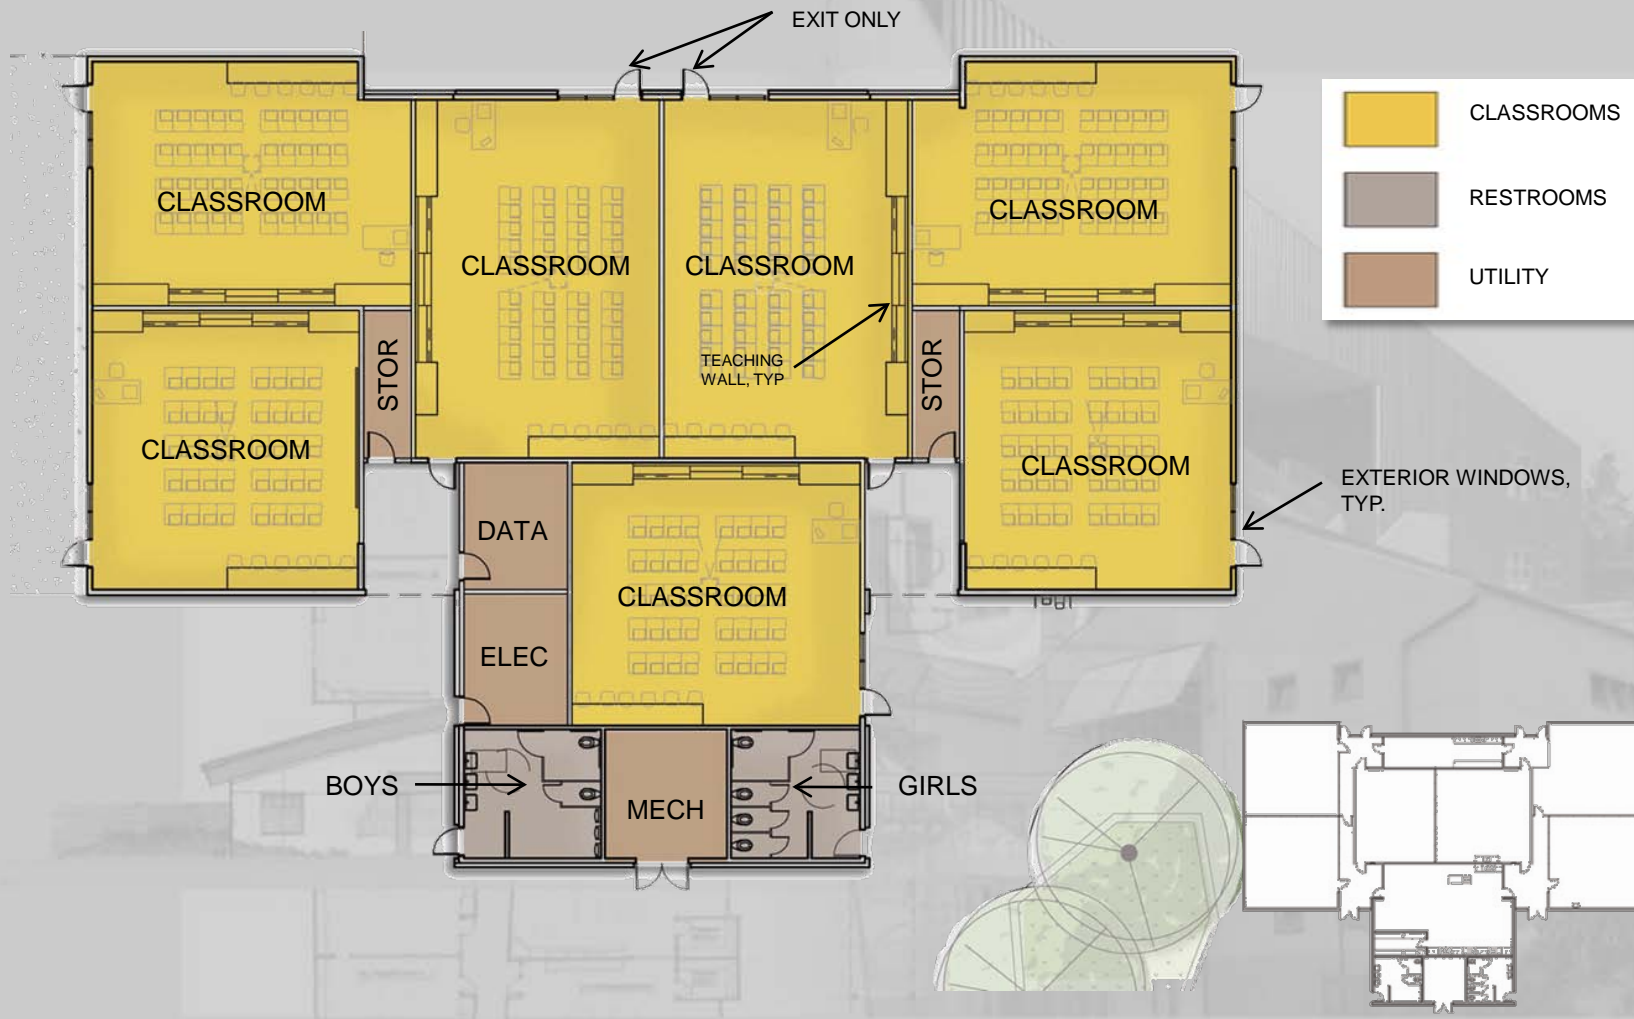 EXIT ONLY
CLASSROOMS
RESTROOMS
UTILITY
CLASSROOM
CLASSROOM
CLASSROOM
CLASSROOM
TEACHING
WALL, TYP
STOR
STOR
CLASSROOM
CLASSROOM
EXTERIOR WINDOWS,
TYP.
DATA
CLASSROOM
ELEC
BOYS
MECH
GIRLS